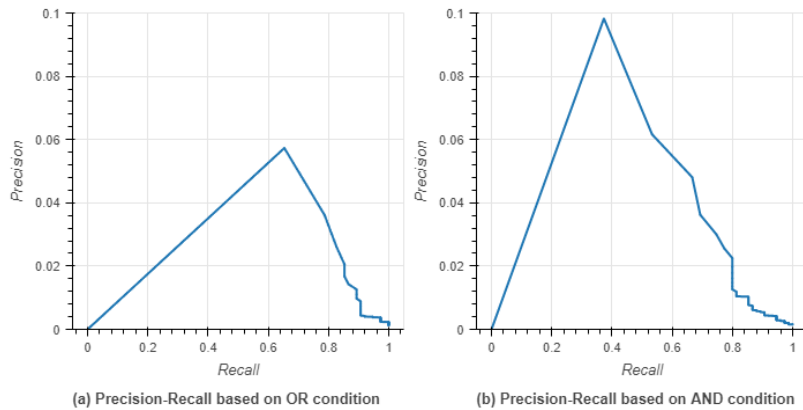 0.1
0.08
0.06
0.04
0.02
0
Precision
0 0.2 0.4 0.6 0.8 1
Recall
(a) Precision-Recall based on OR condition
0.1
0.08
0.06
0.04
0.02
0
Precision
0 0.2 0.4 0.6 0.8 1
Recall
(b) Precision-Recall based on AND condition